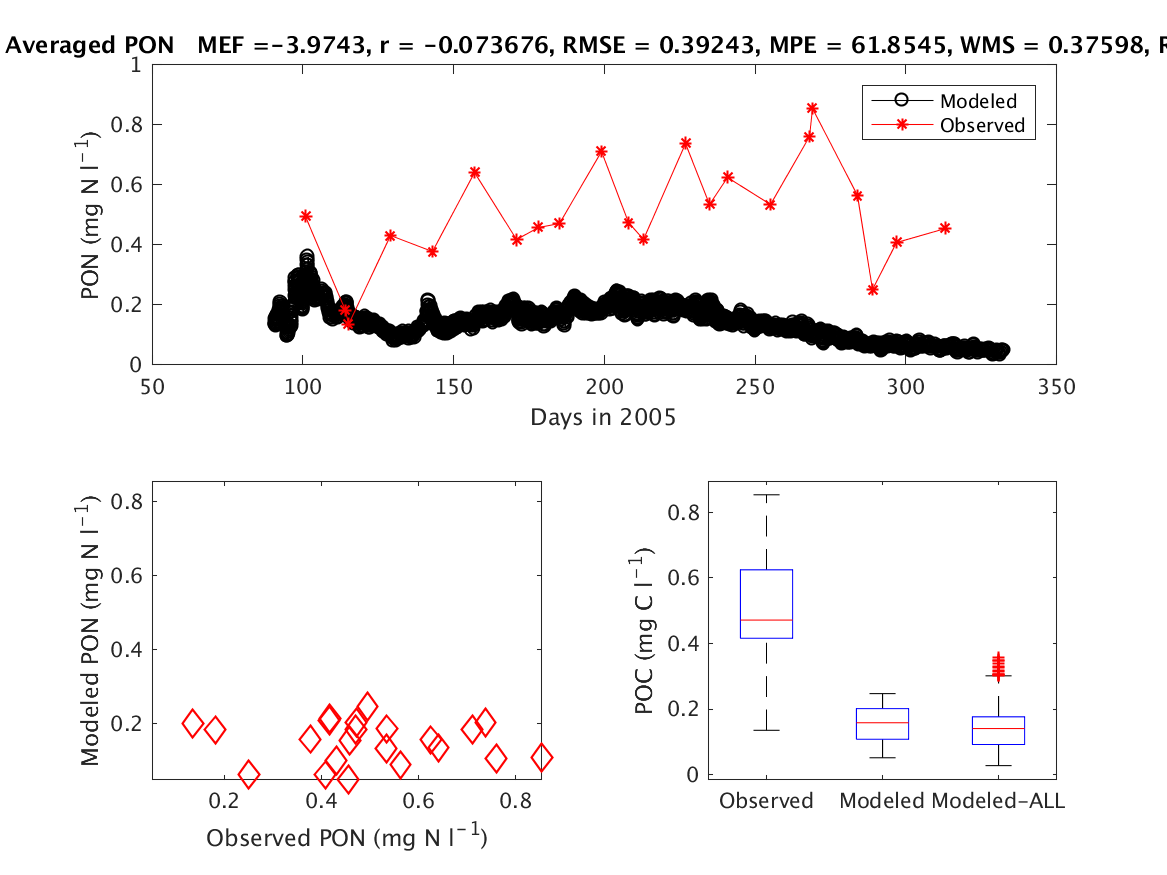 Averaged PON MEF =-3.9743, r = -0.073676, RMSE = 0.39243, MPE = 61.8545, WMS = 0.37598, R
1
0.8
0.6
0.4
0.2
0
PON (mg N l⁻¹)
Modeled
Observed
50 100 150 200 250 300 350
Days in 2005
0.8
0.6
0.4
0.2
Modeled PON (mg N l⁻¹)
0.2 0.4 0.6 0.8
Observed PON (mg N l⁻¹)
0.8
0.6
0.4
0.2
0
POC (mg C l⁻¹)
Observed Modeled Modeled-ALL